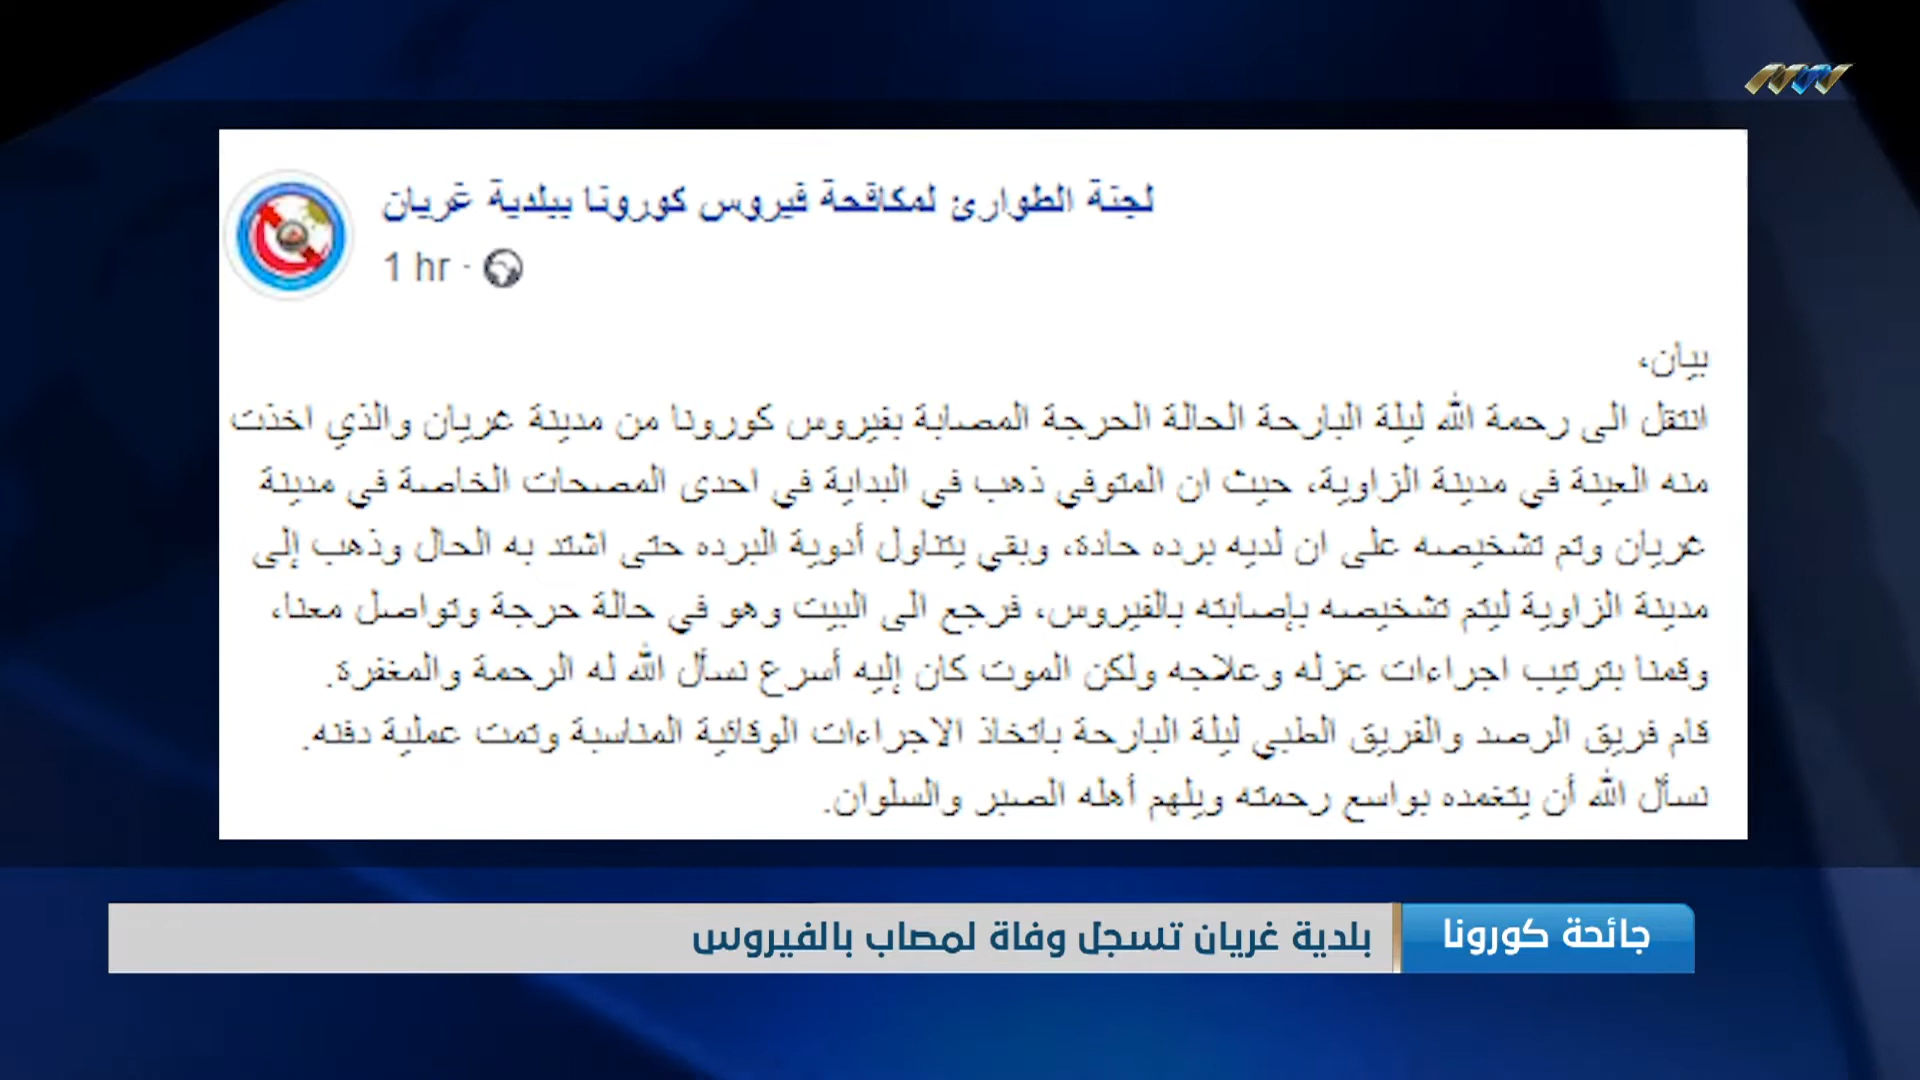 لجنة الطوارئ لمكافحة فيروس كورونا ببلدية غريان
1 hr ·
بيان،
انتقل الى رحمة الله ليلة البارحة الحالة الحرجة المصابة بفيروس كورونا من مدينة غريان والذي اخذت
منه العينة في مدينة الزاوية، حيث ان المتوفي ذهب في البداية في احدى المصحات الخاصة في مدينة
غريان وتم تشخيصه على ان لديه برده حادة، وبقي يتناول أدوية البرده حتى اشتد به الحال وذهب إلى
مدينة الزاوية ليتم تشخيصه بإصابته بالفيروس، فرجع الى البيت وهو في حالة حرجة وتواصل معنا،
وقمنا بترتيب اجراءات عزله وعلاجه ولكن الموت كان إليه أسرع نسأل الله له الرحمة والمغفرة.
قام فريق الرصد والفريق الطبي ليلة البارحة باتخاذ الاجراءات الوقائية المناسبة وتمت عملية دفنه.
نسأل الله أن يتغمده بواسع رحمته ويلهم أهله الصبر والسلوان.
جائحة كورونا
بلدية غريان تسجل وفاة لمصاب بالفيروس